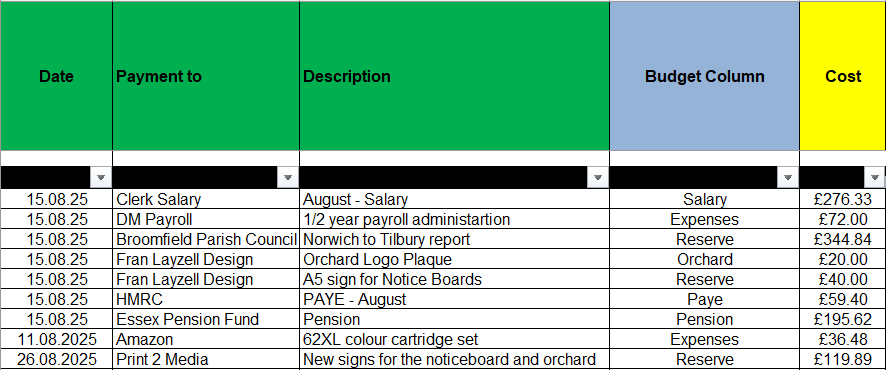 Date Payment to Description Budget Column Cost
15.08.25 Clerk Salary August - Salary Salary £276.33
15.08.25 DM Payroll 1/2 year payroll administartion Expenses £72.00
15.08.25 Broomfield Parish Council Norwich to Tilbury report Reserve £344.84
15.08.25 Fran Layzell Design Orchard Logo Plaque Orchard £20.00
15.08.25 Fran Layzell Design A5 sign for Notice Boards Reserve £40.00
15.08.25 HMRC PAYE - August Paye £59.40
15.08.25 Essex Pension Fund Pension Pension £195.62
11.08.2025 Amazon 62XL colour cartridge set Expenses £36.48
26.08.2025 Print 2 Media New signs for the noticeboard and orchard Reserve £119.89